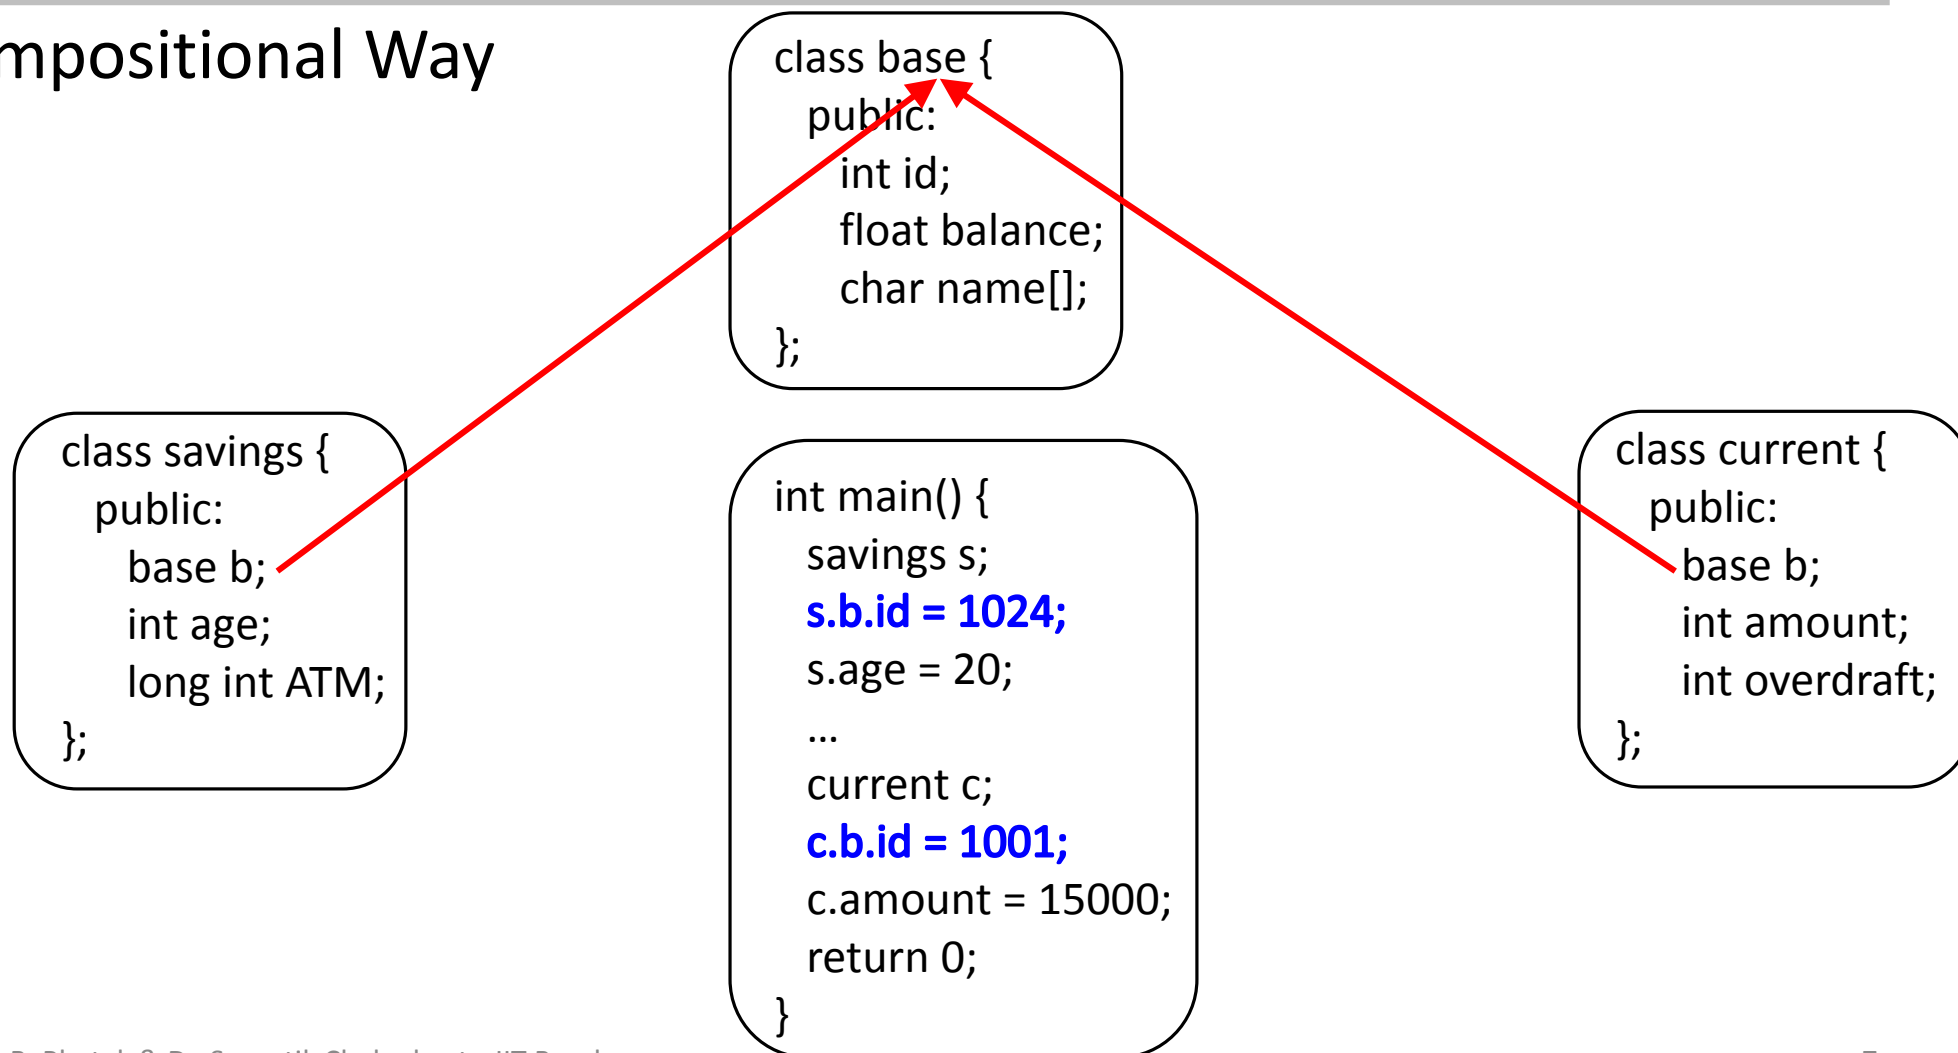 mpositional Way
class base {
public:
int id;
float balance;
char name[];
};
class savings {
public:
base b;
int age;
long int ATM;
};
int main() {
savings s;
s.b.id = 1024;
s.age = 20;
...
current c;
c.b.id = 1001;
c.amount = 15000;
return 0;
}
class current {
public:
base b;
int amount;
int overdraft;
};